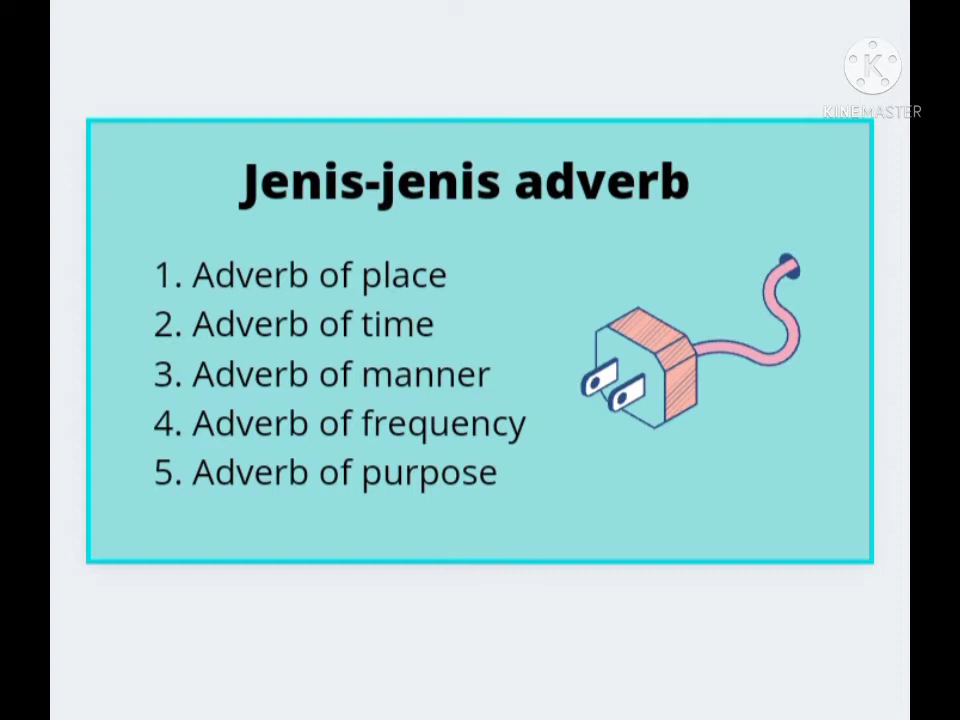 K
KINEMASTER
Jenis-jenis adverb
1. Adverb of place
2. Adverb of time
3. Adverb of manner
4. Adverb of frequency
5. Adverb of purpose